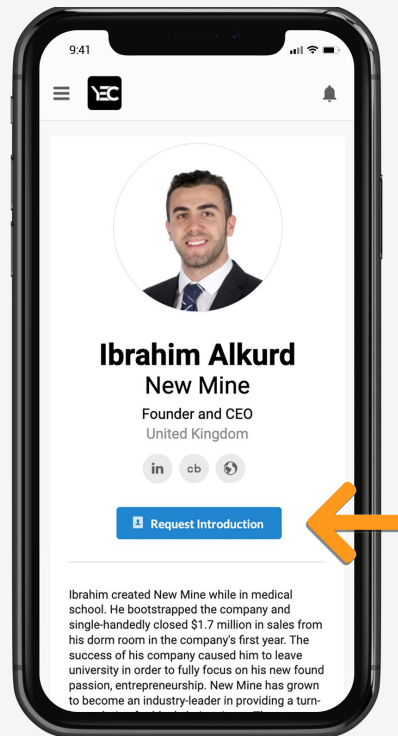 9:41
YEC
Ibrahim Alkurd
New Mine
Founder and CEO
United Kingdom
in cb
Request Introduction
Ibrahim created New Mine while in medical
school. He bootstrapped the company and
single-handedly closed $1.7 million in sales from
his dorm room in the company's first year. The
success of his company caused him to leave
university in order to fully focus on his new found
passion, entrepreneurship. New Mine has grown
to become an industry-leader in providing a turn-